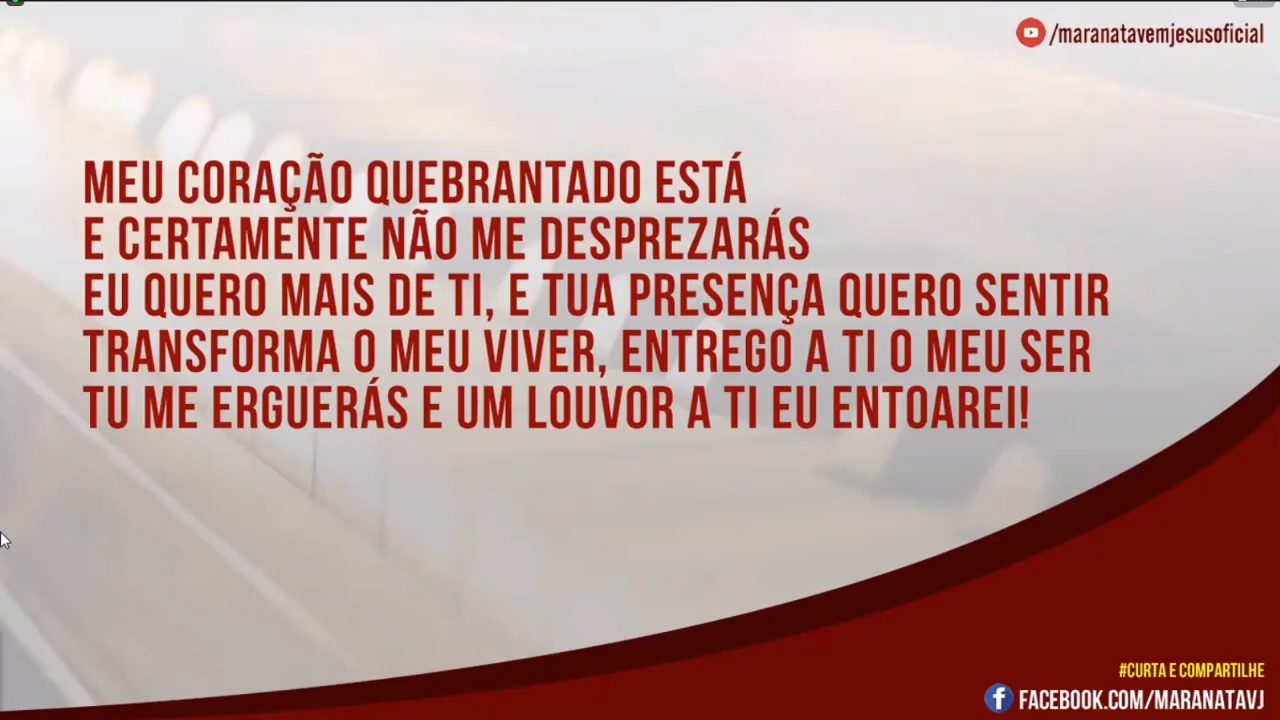 /maranatavemjesusoficial
MEU CORAÇÃO QUEBRANTADO ESTÁ
E CERTAMENTE NÃO ME DESPREZARÁS
EU QUERO MAIS DE TI, E TUA PRESENÇA QUERO SENTIR
TRANSFORMA O MEU VIVER, ENTREGO A TI O MEU SER
TU ME ERGUERÁS E UM LOUVOR A TI EU ENTOAREI!
#CURTA E COMPARTILHE
FACEBOOK.COM/MARANATAVJ